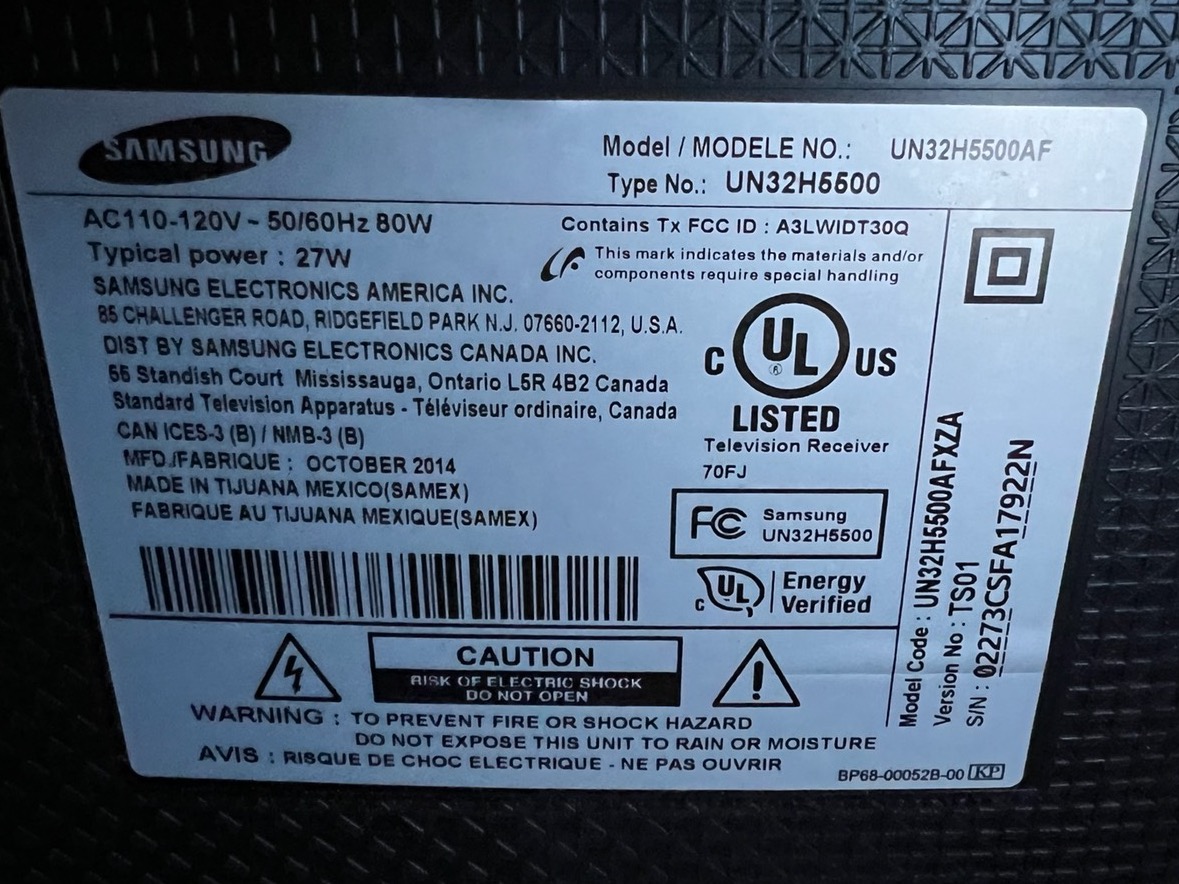 SAMSUNG
Model / MODELE NO.: UN32H5500AF
Type No.: UN32H5500
AC110-120V ~ 50/60Hz 80W
Typical power : 27W
SAMSUNG ELECTRONICS AMERICA INC.
85 CHALLENGER ROAD, RIDGEFIELD PARK N.J. 07660-2112, U.S.A.
DIST BY SAMSUNG ELECTRONICS CANADA INC.
55 Standish Court Mississauga, Ontario L5R 4B2 Canada
Standard Television Apparatus - Téléviseur ordinaire, Canada
CAN ICES-3 (B) / NMB-3 (B)
MFD./FABRIQUE : OCTOBER 2014
MADE IN TIJUANA MEXICO(SAMEX)
FABRIQUE AU TIJUANA MEXIQUE(SAMEX)
Contains Tx FCC ID : A3LWIDT30Q
This mark indicates the materials and/or
components require special handling
C UL ® US
LISTED
Television Receiver
70FJ
FC Samsung
UN32H5500
C UL Energy
Verified
CAUTION
RISK OF ELECTRIC SHOCK
DO NOT OPEN
WARNING : TO PREVENT FIRE OR SHOCK HAZARD
DO NOT EXPOSE THIS UNIT TO RAIN OR MOISTURE
AVIS : RISQUE DE CHOC ELECTRIQUE - NE PAS OUVRIR
BP68-00052B-00 KP
Model Code : UN32H5500AFXZA
Version No : TS01
S/N : 02273CSFA17922N